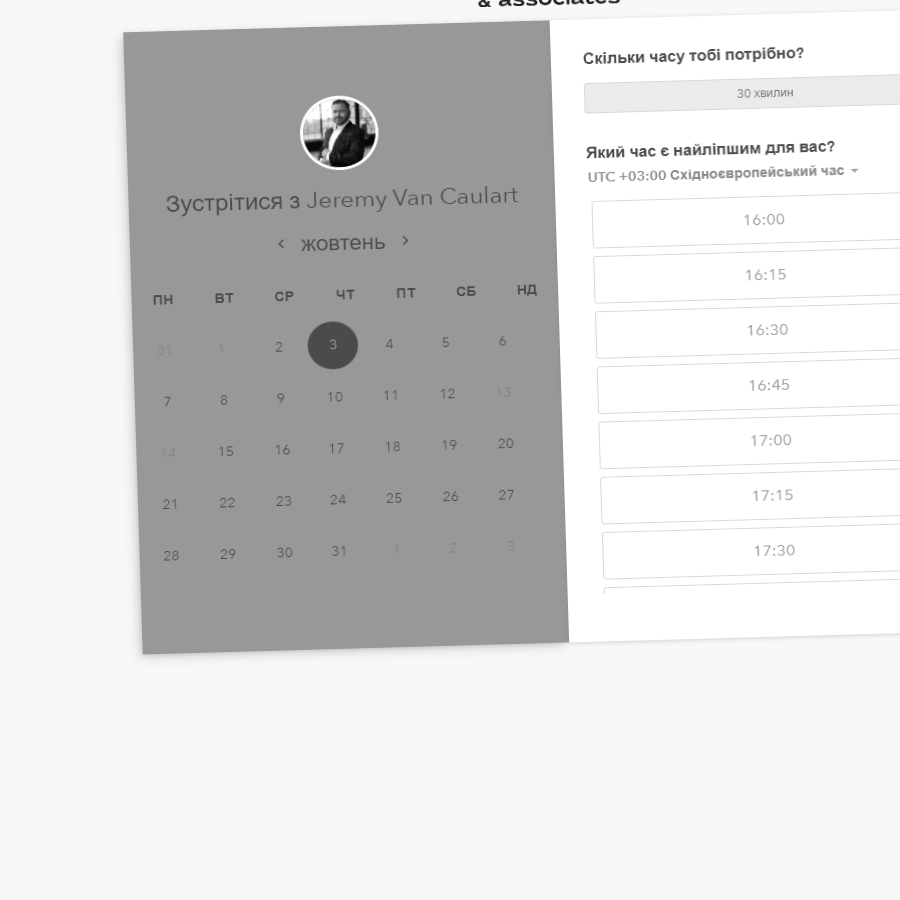 & associates
Зустрітися з Jeremy Van Caulart
жовтень
ПН ВТ СР ЧТ ПТ СБ НД
31 1 2 3 4 5 6
7 8 9 10 11 12 13
14 15 16 17 18 19 20
21 22 23 24 25 26 27
28 29 30 31 1 2 3
Скільки часу тобі потрібно?
30 хвилин
Який час є найліпшим для вас?
UTC +03:00 Східноєвропейський час
16:00
16:15
16:30
16:45
17:00
17:15
17:30